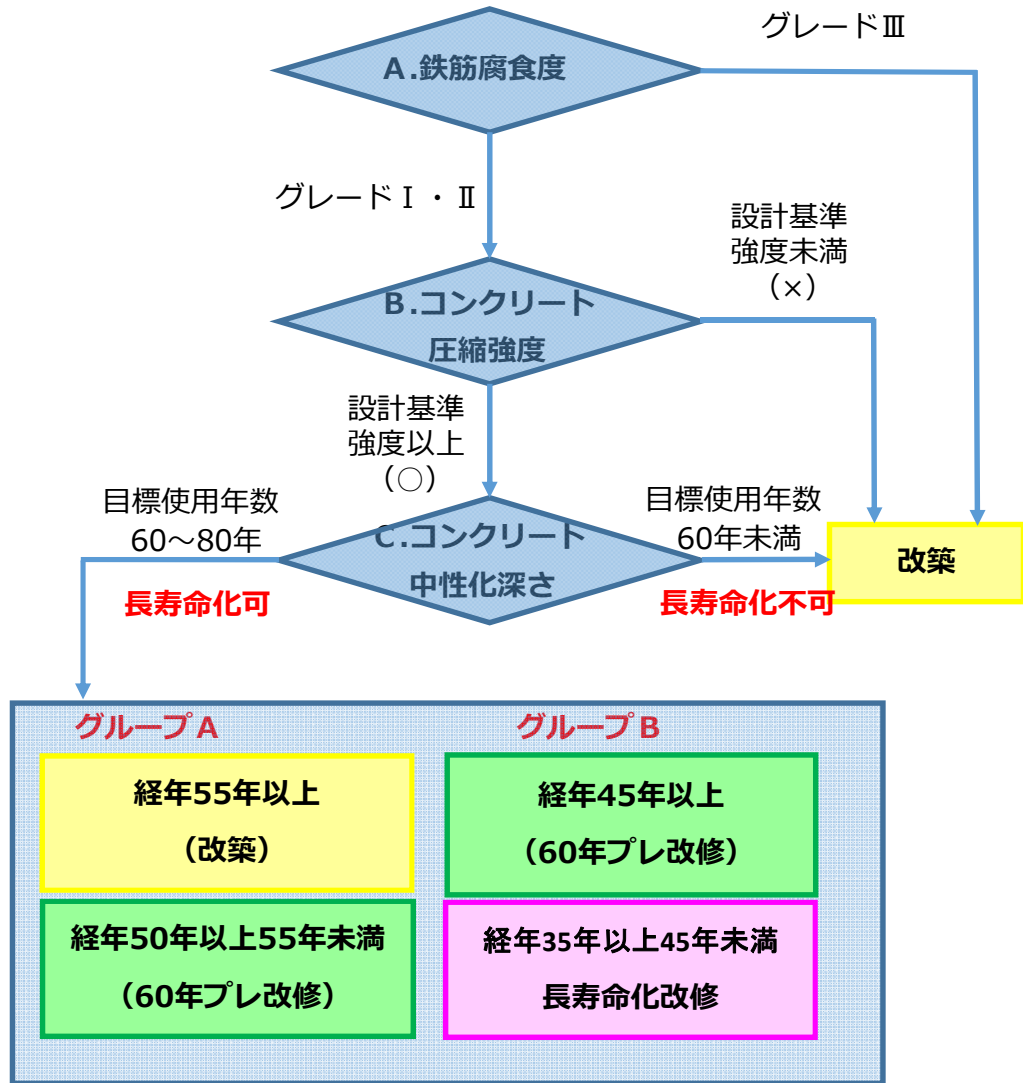 グレードⅢ
A.鉄筋腐食度
グレードⅠ・Ⅱ
設計基準
強度未満
（×）
B.コンクリート
圧縮強度
設計基準
強度以上
（○）
目標使用年数
60～80年
目標使用年数
60年未満
C.コンクリート
中性化深さ
改築
長寿命化可
長寿命化不可
グループA
グループB
経年55年以上
（改築）
経年45年以上
（60年プレ改修）
経年50年以上55年未満
（60年プレ改修）
経年35年以上45年未満
長寿命化改修